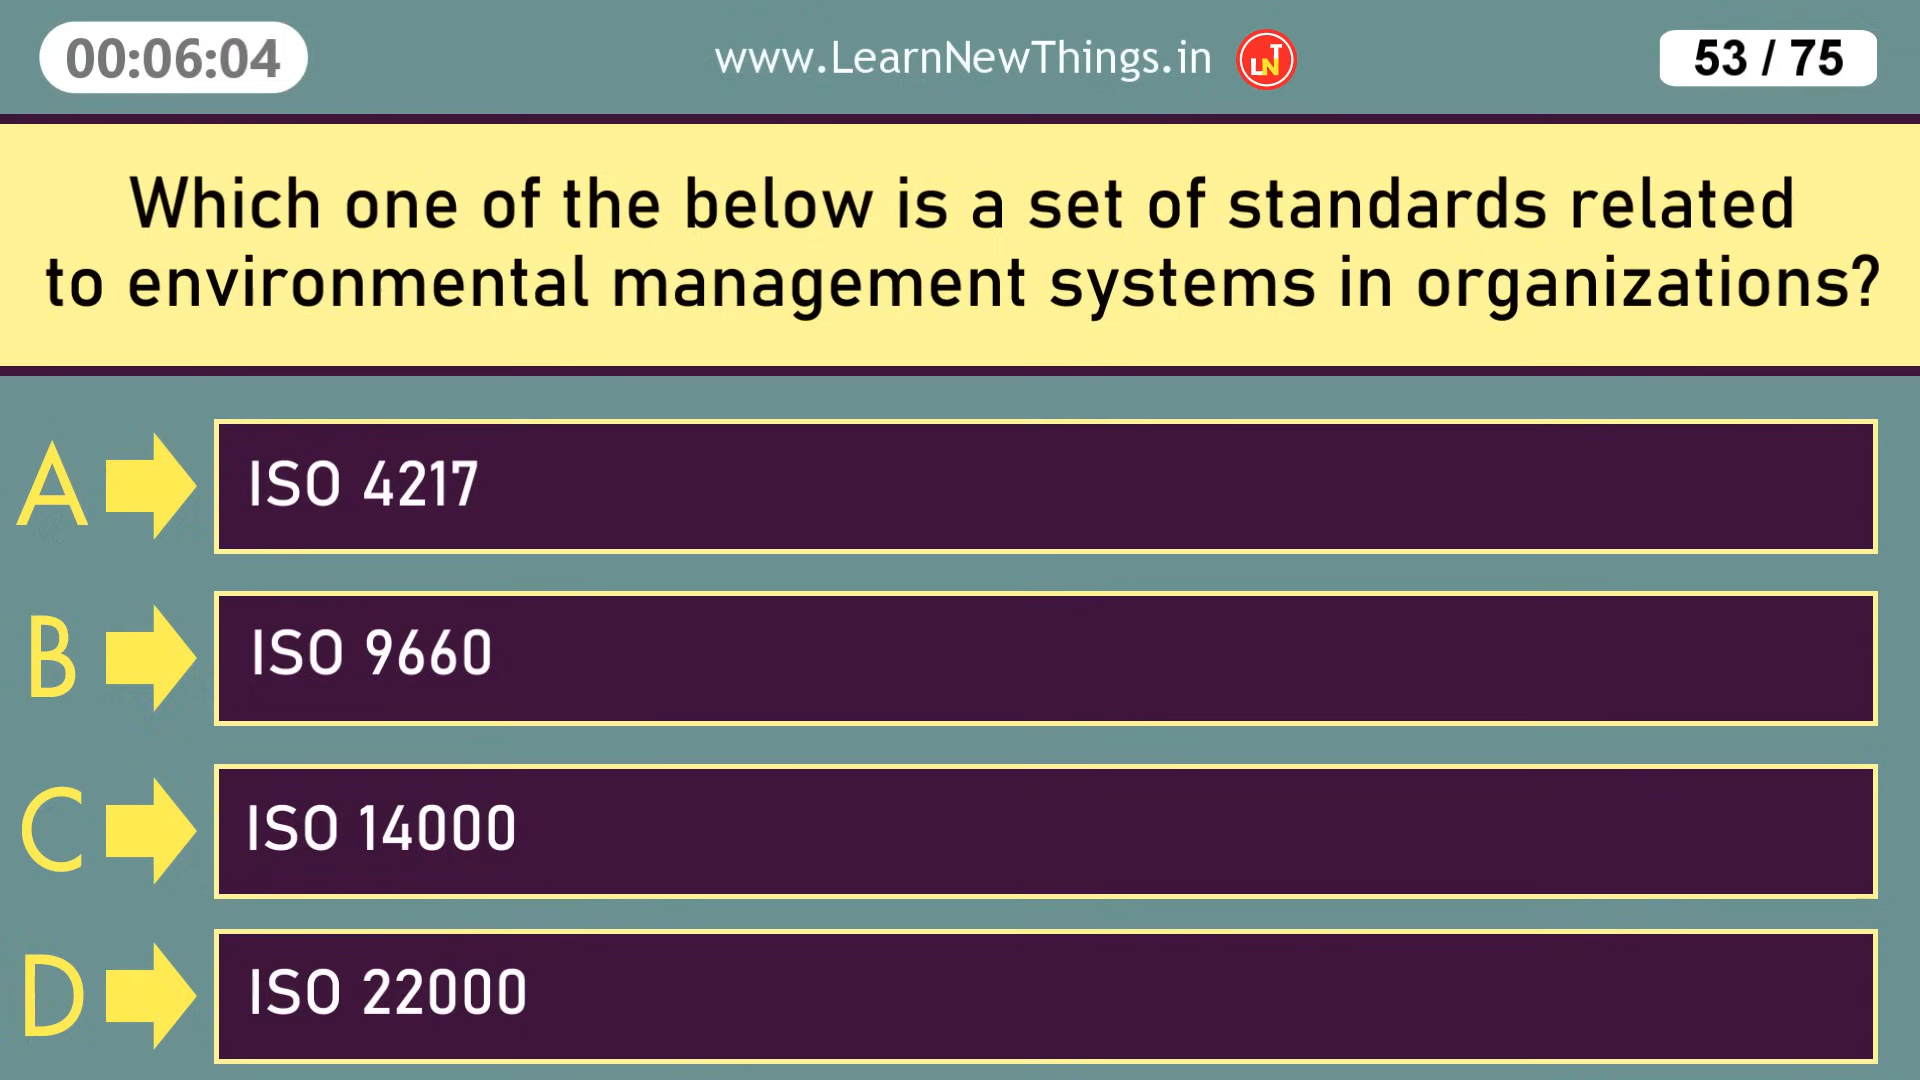 00:06:04
www.LearnNewThings.in
LNT
53 / 75
Which one of the below is a set of standards related
to environmental management systems in organizations?
A
ISO 4217
B
ISO 9660
C
ISO 14000
D
ISO 22000